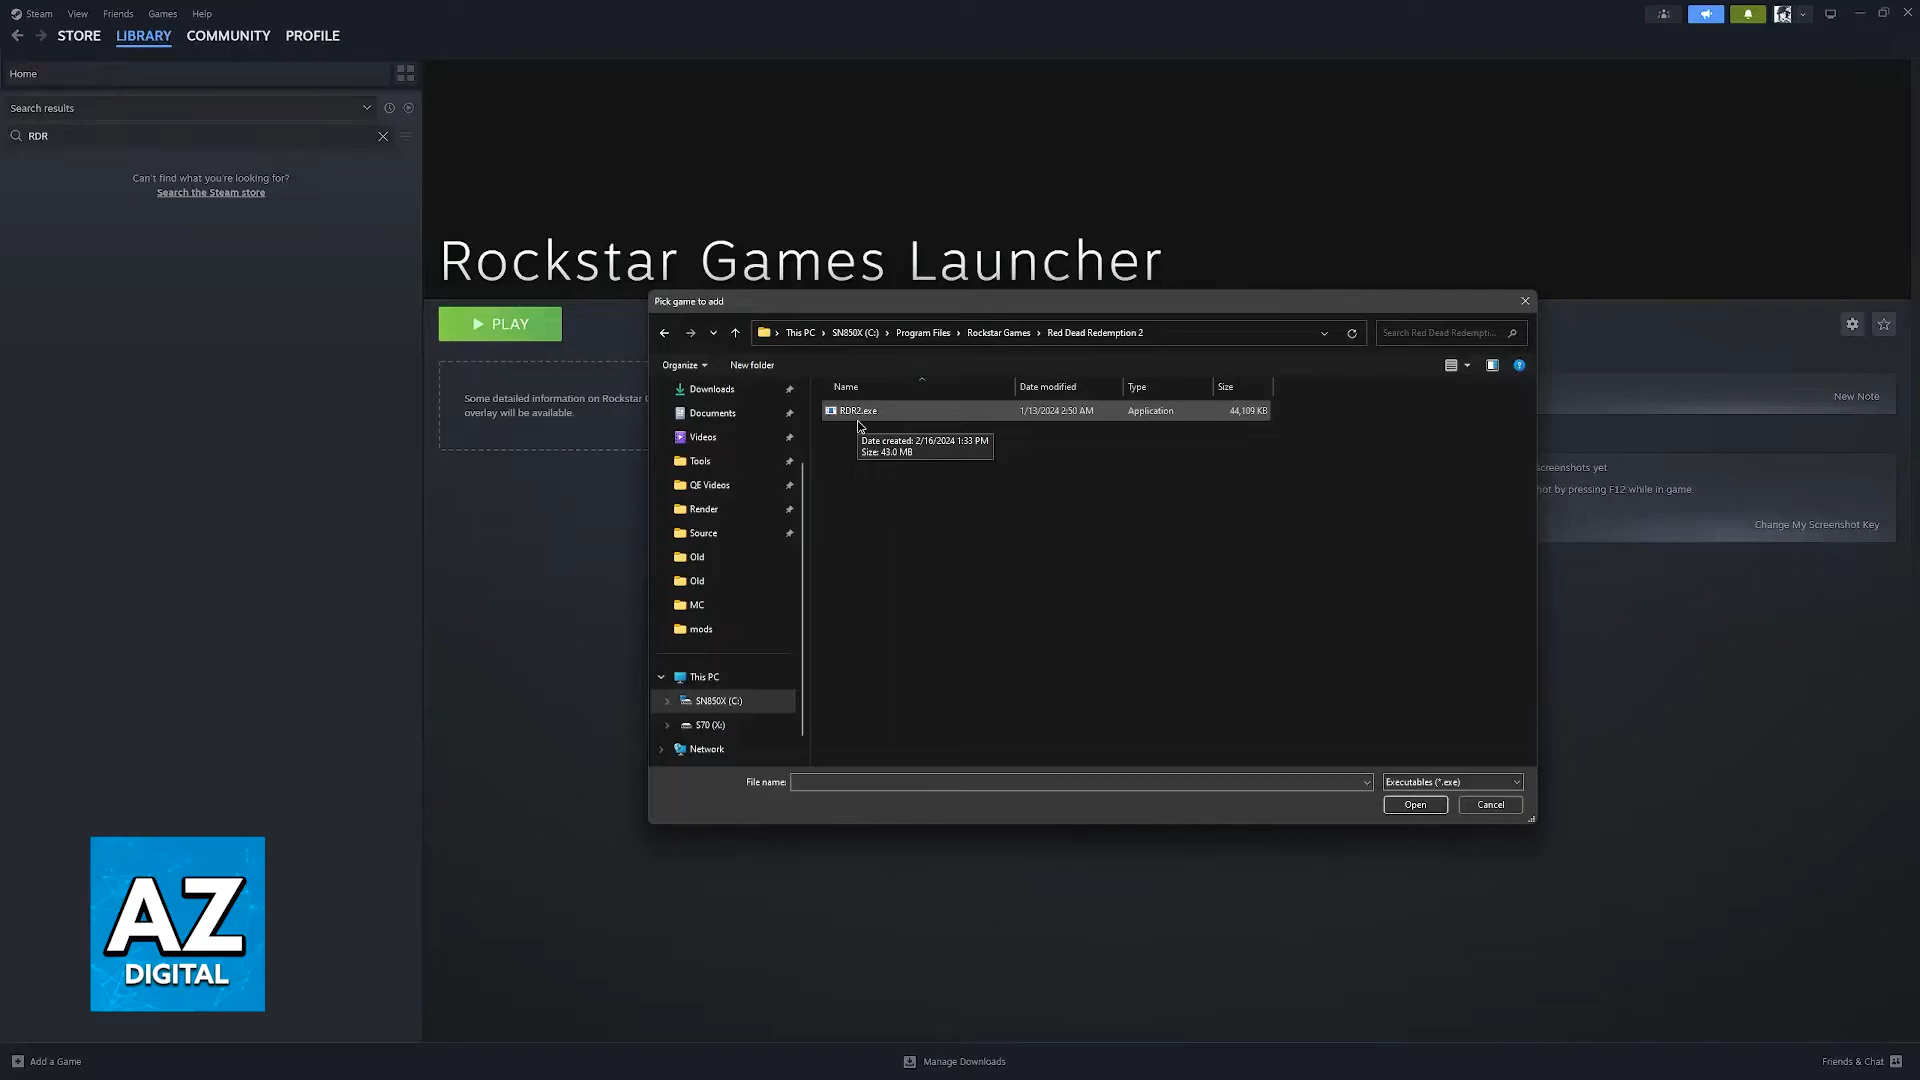 Steam View Friends Games Help
STORE LIBRARY COMMUNITY PROFILE
Home
Search results
RDR
Can't find what you're looking for?
Search the Steam store
Rockstar Games Launcher
PLAY
Some detailed information on Rockstar G
overlay will be available.
New Note
screenshots yet
hot by pressing F12 while in game.
Change My Screenshot Key
Pick game to add
This PC > SN850X (C:) > Program Files > Rockstar Games > Red Dead Redemption 2
Search Red Dead Redempti...
Organize New folder
Downloads
Documents
Videos
Tools
QE Videos
Render
Source
Old
Old
MC
mods
This PC
SN850X (C:)
S70 (X:)
Network
Name Date modified Type Size
RDR2.exe 1/13/2024 2:50 AM Application 44,109 KB
Date created: 2/16/2024 1:33 PM
Size: 43.0 MB
File name: Executables (*.exe)
Open Cancel
AZ
DIGITAL
Add a Game Manage Downloads Friends & Chat